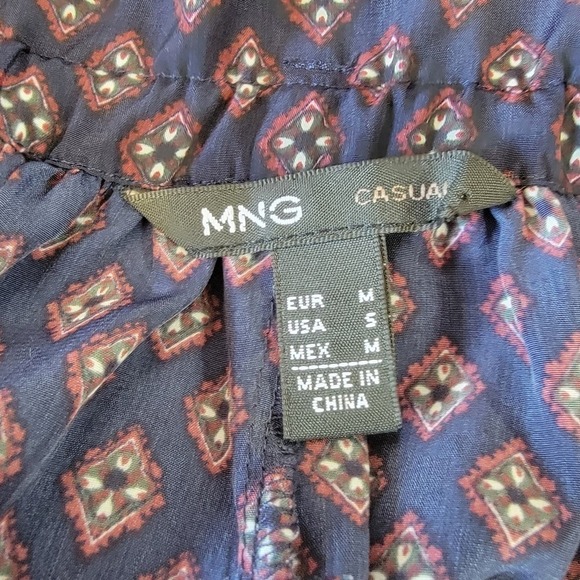 MNG CASUAL
EUR M
USA S
MEX M
MADE IN
CHINA